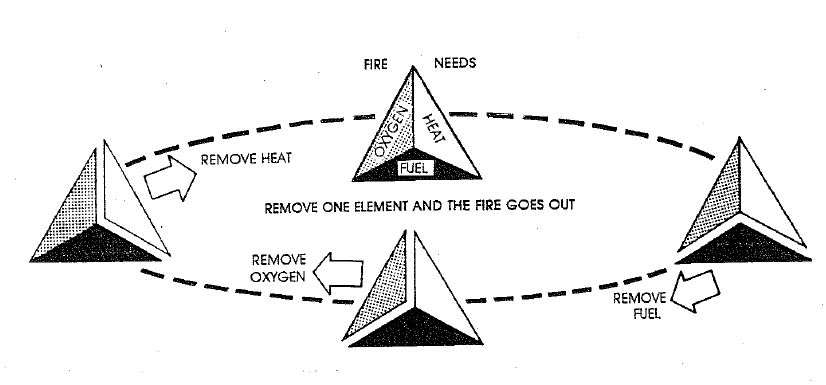 FIRE NEEDS
OXYGEN
HEAT
FUEL
REMOVE HEAT
REMOVE ONE ELEMENT AND THE FIRE GOES OUT
REMOVE
OXYGEN
REMOVE
FUEL